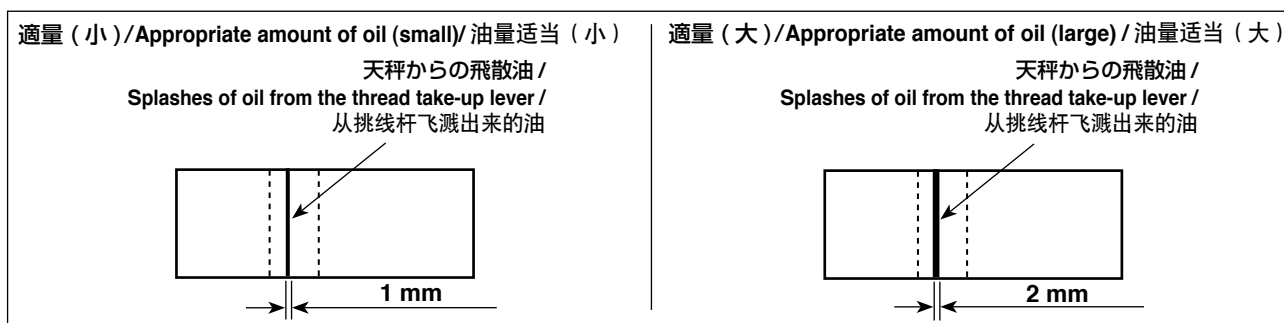 適量 ( 小 )/Appropriate amount of oil (small)/ 油量适当（小）
天秤からの飛散油 /
Splashes of oil from the thread take-up lever /
从挑线杆飞溅出来的油
1 mm
適量 ( 大 )/Appropriate amount of oil (large) / 油量适当（大）
天秤からの飛散油 /
Splashes of oil from the thread take-up lever /
从挑线杆飞溅出来的油
2 mm